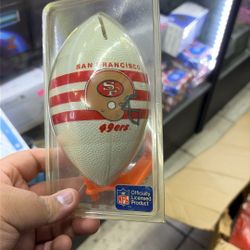 SAN FRANCISCO
SF
49ers
NFL
Officially
Licensed
Product